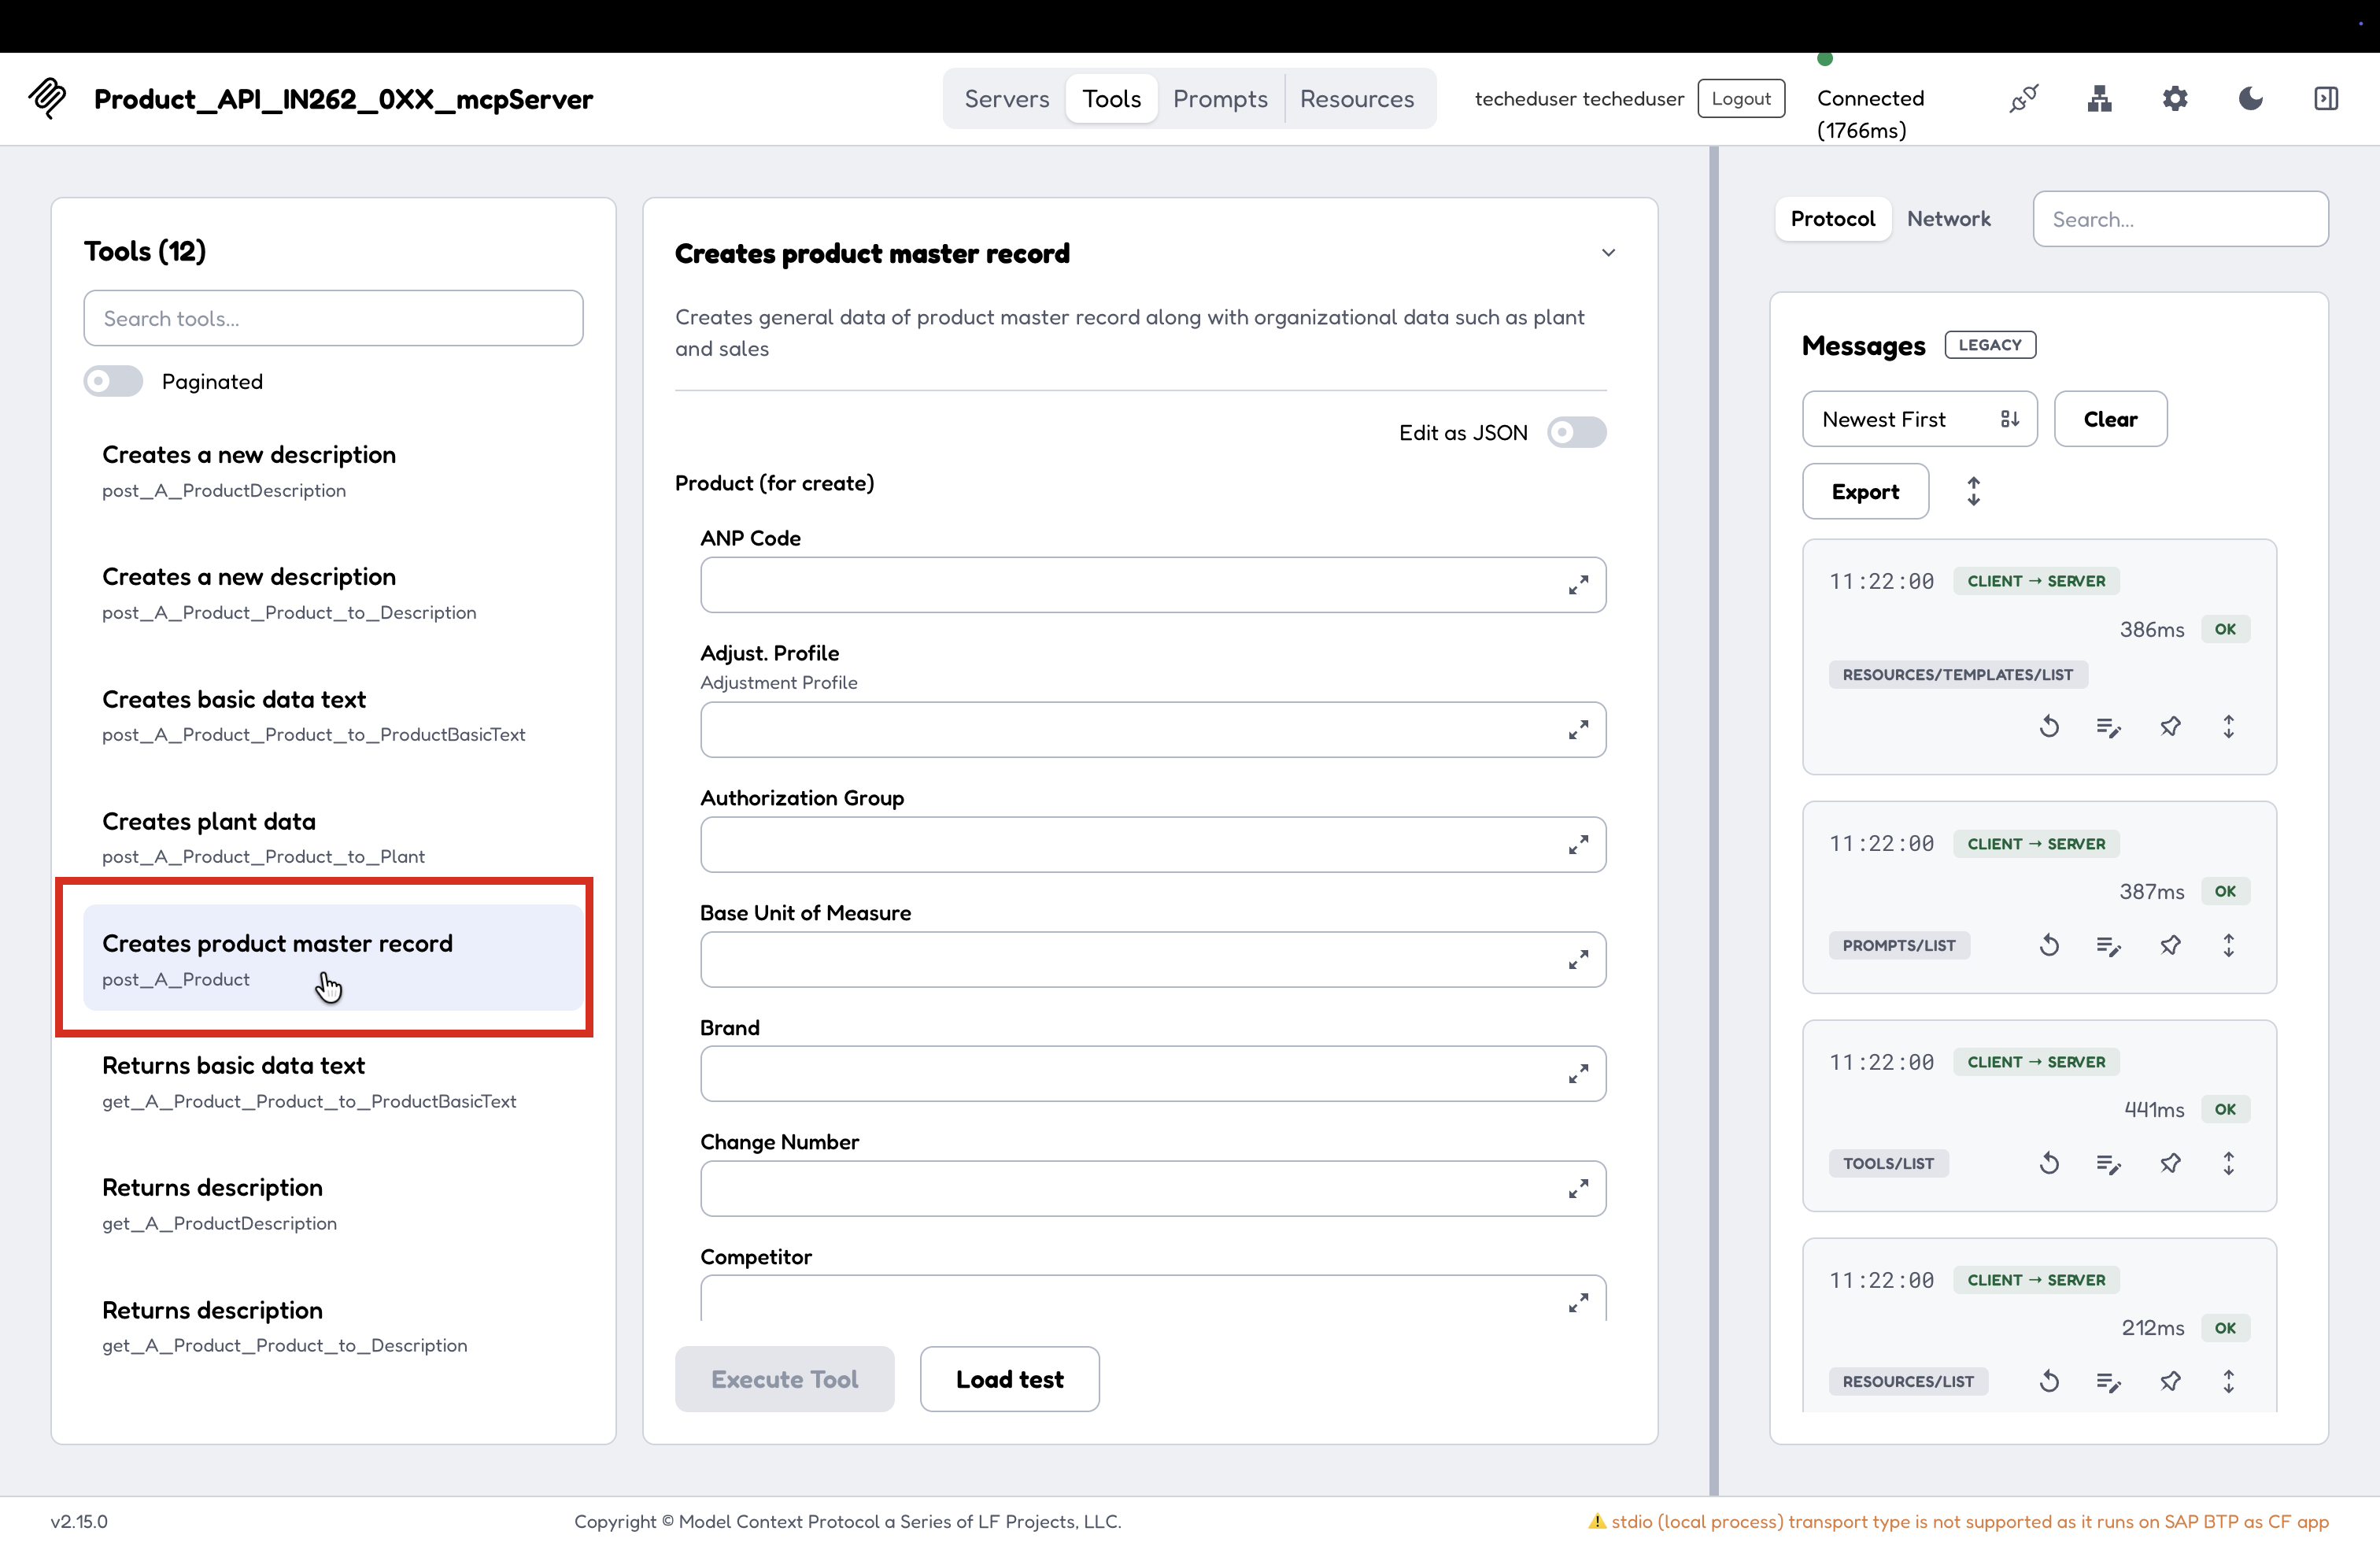 Product_API_IN262_0XX_mcpServer
Servers
Tools
Prompts
Resources
techeduser techeduser
Logout
Connected
(1766ms)
Tools (12)
Search tools...
Paginated
Creates a new description
post_A_ProductDescription
Creates a new description
post_A_Product_Product_to_Description
Creates basic data text
post_A_Product_Product_to_ProductBasicText
Creates plant data
post_A_Product_Product_to_Plant
Creates product master record
post_A_Product
Returns basic data text
get_A_Product_Product_to_ProductBasicText
Returns description
get_A_ProductDescription
Returns description
get_A_Product_Product_to_Description
Creates product master record
Creates general data of product master record along with organizational data such as plant
and sales
Edit as JSON
Product (for create)
ANP Code
Adjust. Profile
Adjustment Profile
Authorization Group
Base Unit of Measure
Brand
Change Number
Competitor
Execute Tool
Load test
Protocol
Network
Search...
Messages
LEGACY
Newest First
Clear
Export
11:22:00 CLIENT → SERVER
386ms OK
RESOURCES/TEMPLATES/LIST
11:22:00 CLIENT → SERVER
387ms OK
PROMPTS/LIST
11:22:00 CLIENT → SERVER
441ms OK
TOOLS/LIST
11:22:00 CLIENT → SERVER
212ms OK
RESOURCES/LIST
v2.15.0
Copyright © Model Context Protocol a Series of LF Projects, LLC.
⚠ stdio (local process) transport type is not supported as it runs on SAP BTP as CF app